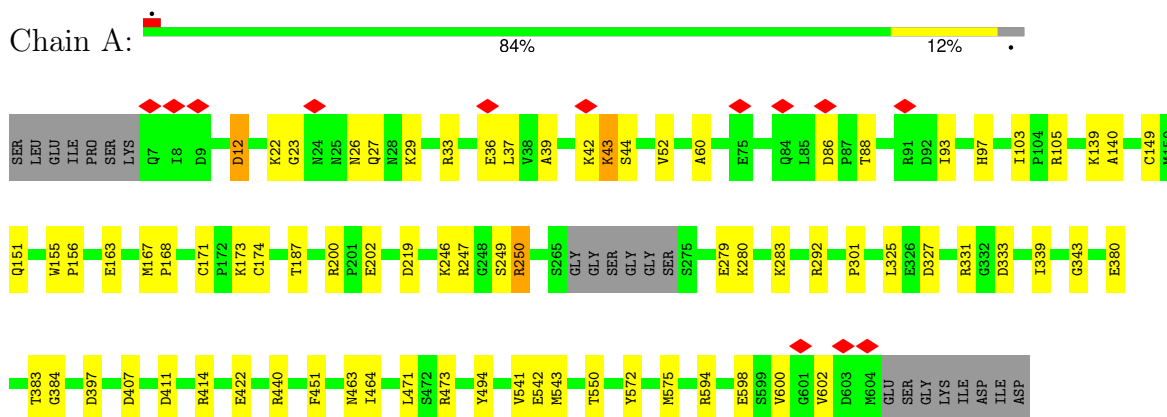 Chain A:
84%
12%
SER LEU GLU ILE PRO SER LYS Q7 I8 D9 D12 K22 G23 N24 N25 N26 Q27 N28 K29 R33 E36 L37 V38 A39 K42 K43 S44 V52 A60 E75 Q84 L85 D86 P87 T88 R91 D92 I93 H97 I103 P104 R105 K139 A140 C149
Q151 W155 P156 E163 M167 P168 C171 P172 K173 C174 T187 R200 P201 E202 D219 K246 R247 G248 S249 R250 S265 GLY GLY SER GLY GLY SER S275 E279 K280 K283 R292 P301 L325 E326 D327 R331 G332 D333 I339 G343 E380
T383 G384 D397 D407 D411 R414 E422 R440 F451 N463 I464 L471 S472 R473 Y494 V541 E542 M543 T550 Y572 M575 R594 E598 S599 V600 G601 V602 D603 M604 GLU SER GLY LYS ILE ASP ILE ASP